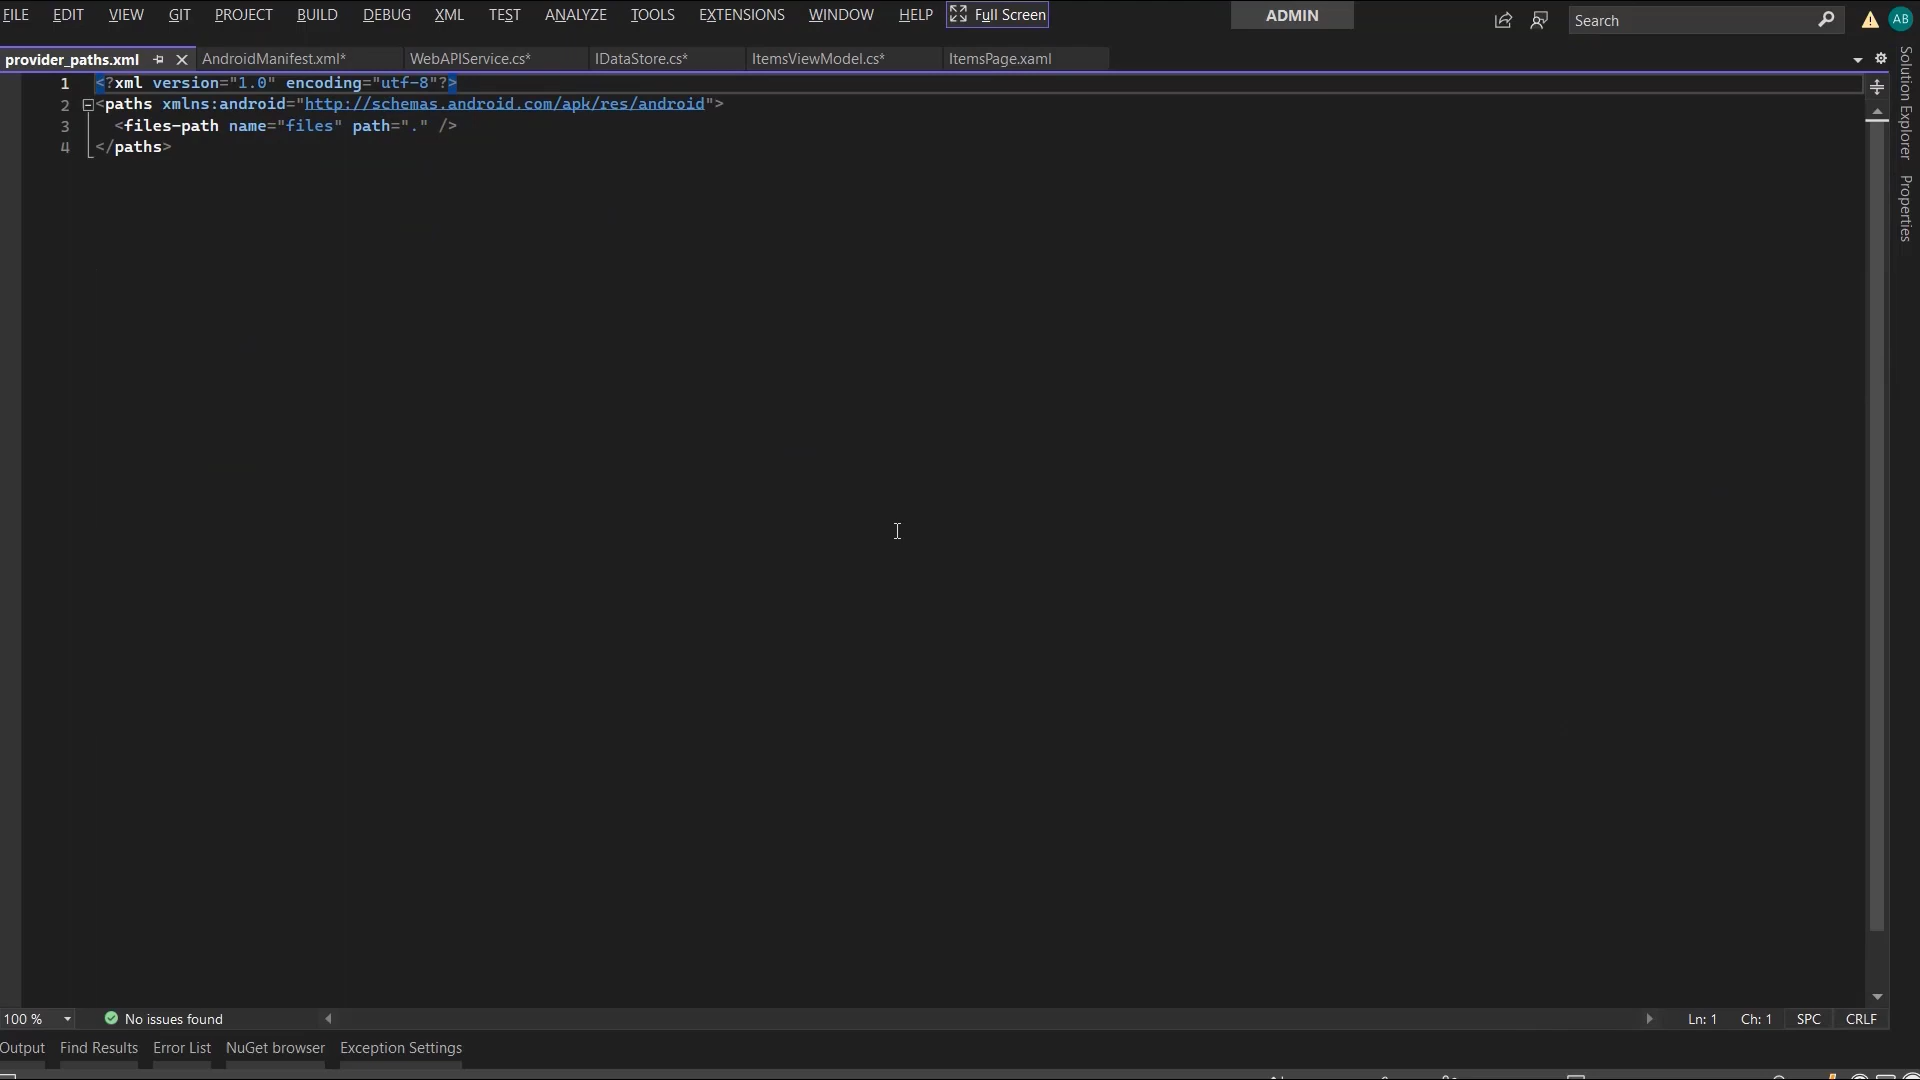 FILE EDIT VIEW GIT PROJECT BUILD DEBUG XML TEST ANALYZE TOOLS EXTENSIONS WINDOW HELP Full Screen ADMIN Search AB
provider_paths.xml AndroidManifest.xml* WebAPIService.cs* IDataStore.cs* ItemsViewModel.cs* ItemsPage.xaml
1 <?xml version="1.0" encoding="utf-8"?>
2 <paths xmlns:android="http://schemas.android.com/apk/res/android">
3 <files-path name="files" path="." />
4 </paths>
Solution Explorer
Properties
100 % No issues found Ln: 1 Ch: 1 SPC CRLF
Output Find Results Error List NuGet browser Exception Settings